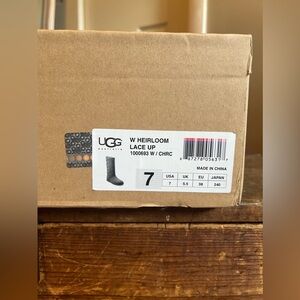 UGG
australia
W HEIRLOOM
LACE UP
1000693 W / CHRC
MADE IN CHINA
7
USA UK EU JAPAN
7 5.5 38 240